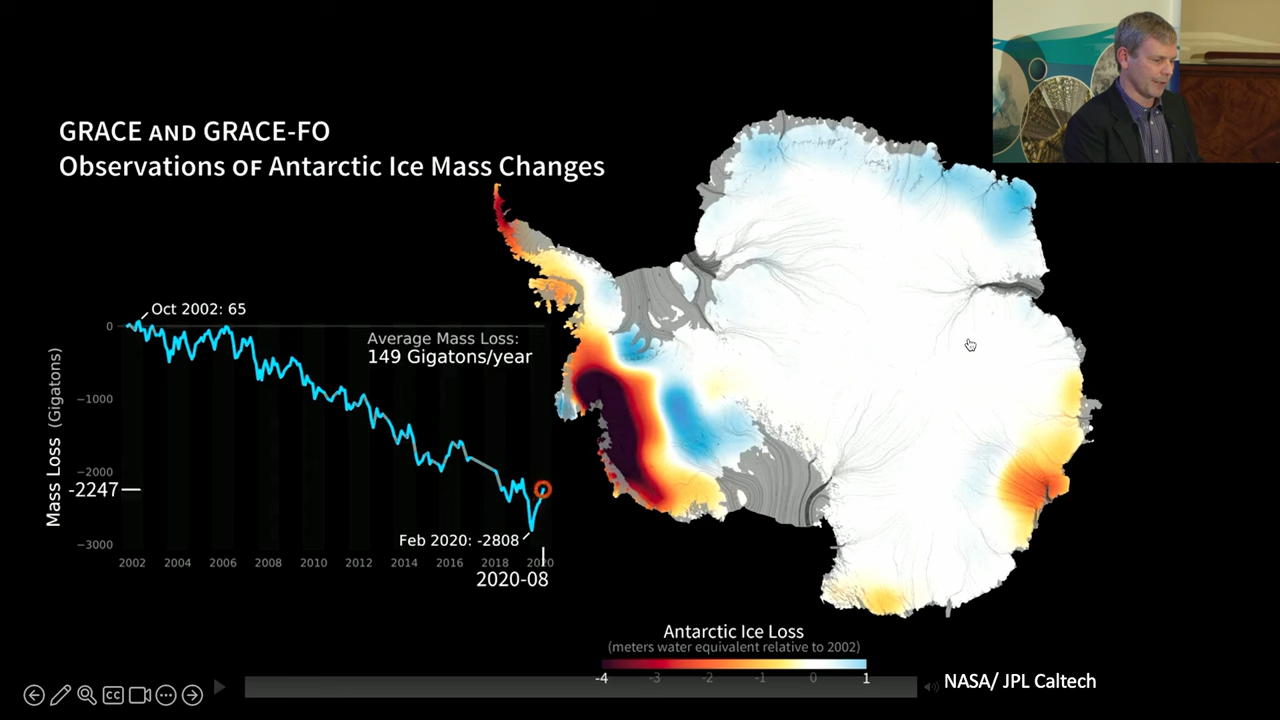 GRACE AND GRACE-FO
Observations OF Antarctic Ice Mass Changes
Oct 2002: 65
0
Average Mass Loss:
149 Gigatons/year
Mass Loss (Gigatons)
−1000
−2000
-2247
−3000
Feb 2020: -2808
2002 2004 2006 2008 2010 2012 2014 2016 2018 2020
2020-08
Antarctic Ice Loss
(meters water equivalent relative to 2002)
-4 -3 -2 -1 0 1
CC
NASA/ JPL Caltech